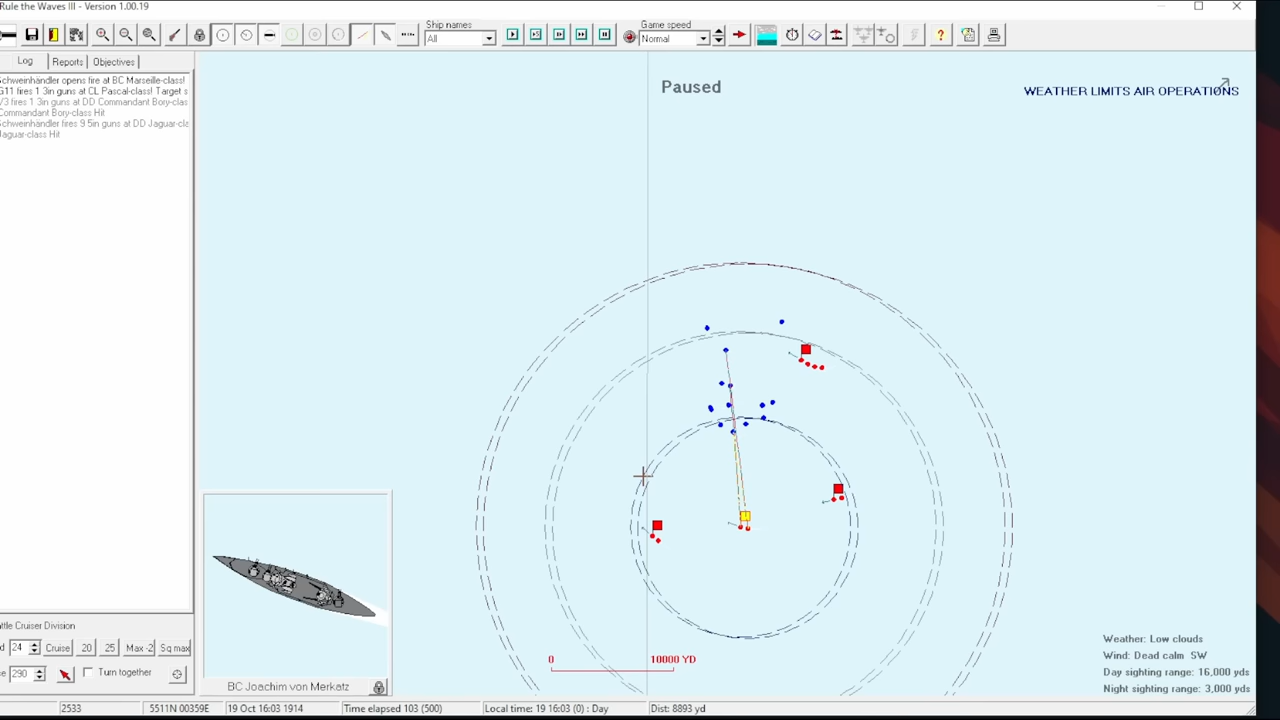 Rule the Waves III - Version 1.00.19
Ship names
All
Game speed
Normal
Log
Reports
Objectives
Schweinhändler opens fire at BC Marseille-class!
G11 fires 1 3in guns at CL Pascal-class! Target s
V3 fires 1 3in guns at DD Commandant Bory-clas
Commandant Bory-class Hit
Schweinhändler fires 9 5in guns at DD Jaguar-cla
Jaguar-class Hit
Paused
WEATHER LIMITS AIR OPERATIONS
0
10000 YD
Weather: Low clouds
Wind: Dead calm SW
Day sighting range: 16,000 yds
Night sighting range: 3,000 yds
attle Cruiser Division
d 24 Cruise 20 25 Max -2 Sq max
e 290 Turn together
BC Joachim von Merkatz
2533
5511N 00359E
19 Oct 16:03 1914
Time elapsed 103 (500)
Local time: 19 16:03 (0) : Day
Dist: 8893 yd